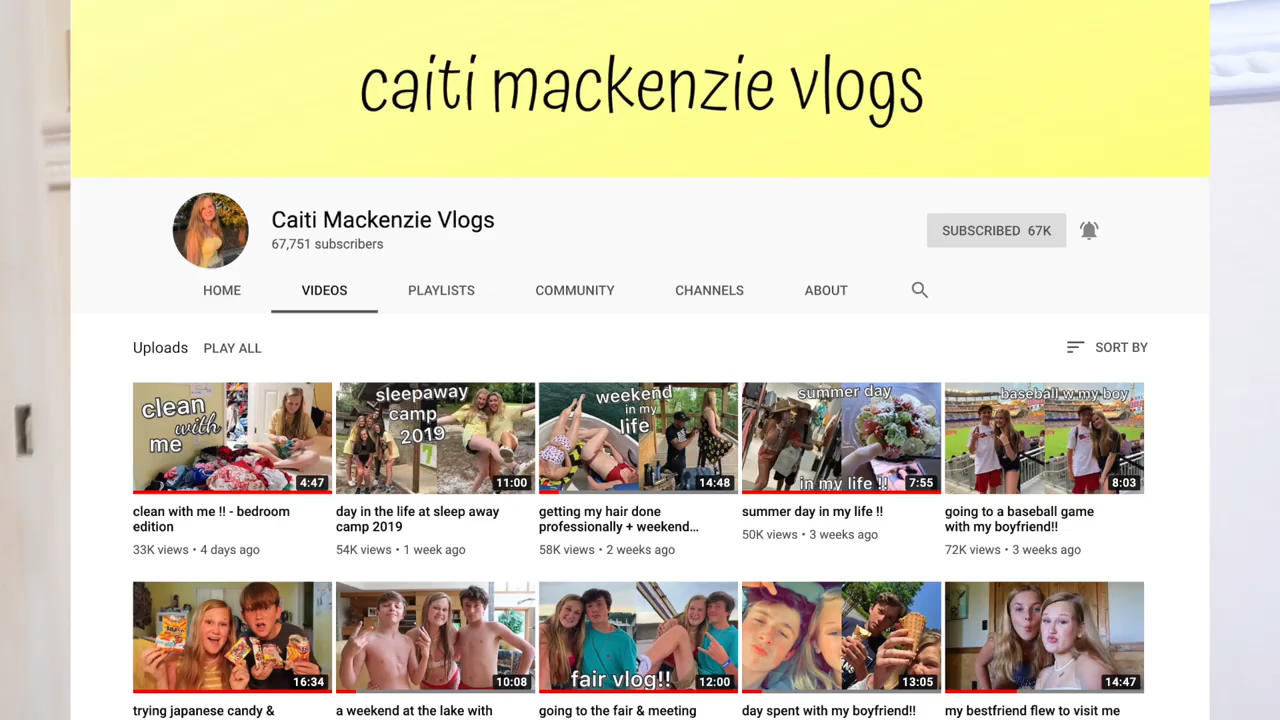 caiti mackenzie vlogs
Caiti Mackenzie Vlogs
67,751 subscribers
SUBSCRIBED 67K
HOME
VIDEOS
PLAYLISTS
COMMUNITY
CHANNELS
ABOUT
Uploads
PLAY ALL
SORT BY
clean
with
me
4:47
sleepaway
camp
2019
11:00
weekend
in my
life
14:48
summer day
in my life !!
7:55
baseball w my boy
8:03
clean with me !! - bedroom
edition
33K views • 4 days ago
day in the life at sleep away
camp 2019
54K views • 1 week ago
getting my hair done
professionally + weekend...
58K views • 2 weeks ago
summer day in my life !!
50K views • 3 weeks ago
going to a baseball game
with my boyfriend!!
72K views • 3 weeks ago
16:34
10:08
fair vlog!!
12:00
13:05
14:47
trying japanese candy &
a weekend at the lake with
going to the fair & meeting
day spent with my boyfriend!!
my bestfriend flew to visit me